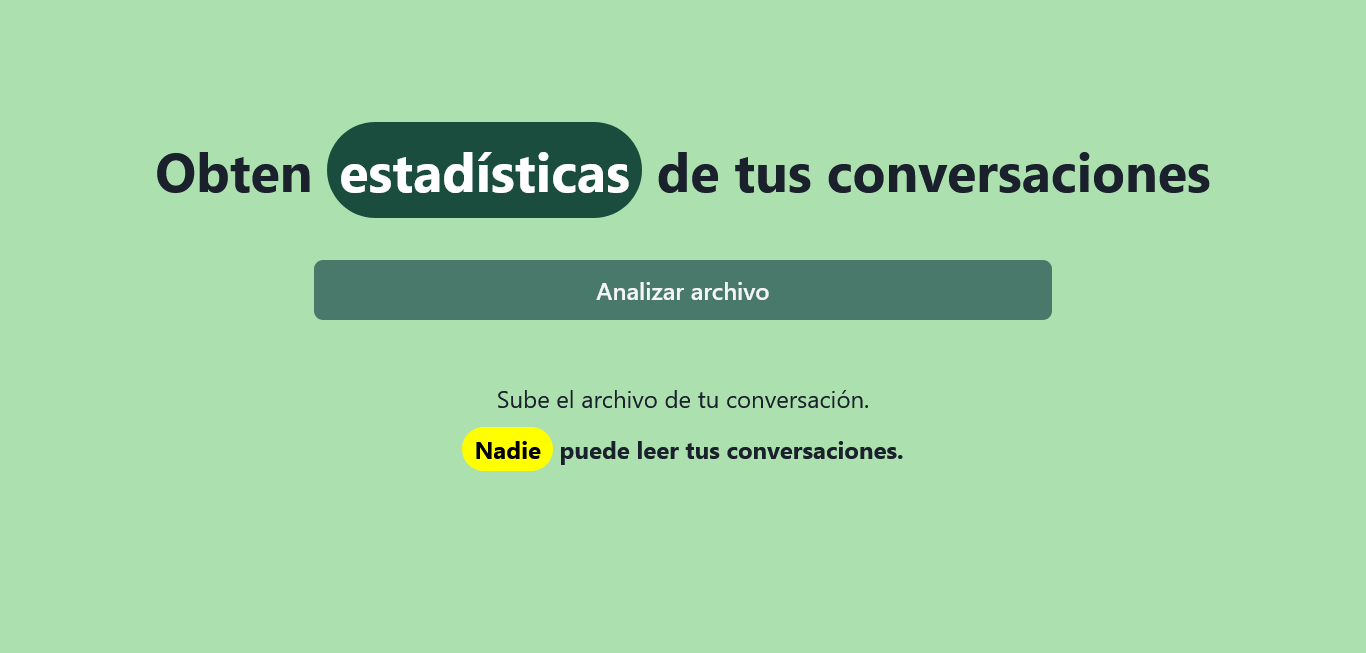 Obten estadísticas de tus conversaciones
Analizar archivo
Sube el archivo de tu conversación.
Nadie puede leer tus conversaciones.